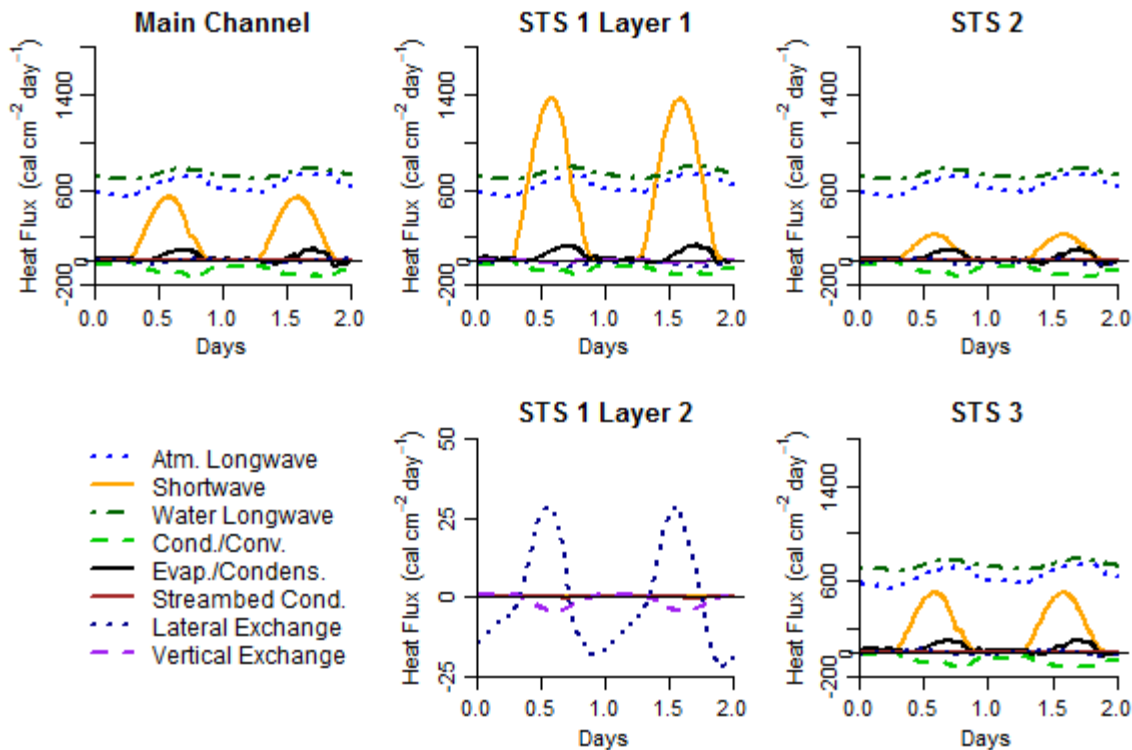 Main Channel
Heat Flux (cal cm⁻² day⁻¹)
1400
600
0
-200
0.0 0.5 1.0 1.5 2.0
Days
STS 1 Layer 1
Heat Flux (cal cm⁻² day⁻¹)
1400
600
0
-200
0.0 0.5 1.0 1.5 2.0
Days
STS 2
Heat Flux (cal cm⁻² day⁻¹)
1400
600
0
-200
0.0 0.5 1.0 1.5 2.0
Days
Atm. Longwave
Shortwave
Water Longwave
Cond./Conv.
Evap./Condens.
Streambed Cond.
Lateral Exchange
Vertical Exchange
STS 1 Layer 2
Heat Flux (cal cm⁻² day⁻¹)
50
25
0
-25
0.0 0.5 1.0 1.5 2.0
Days
STS 3
Heat Flux (cal cm⁻² day⁻¹)
1400
600
0
-200
0.0 0.5 1.0 1.5 2.0
Days